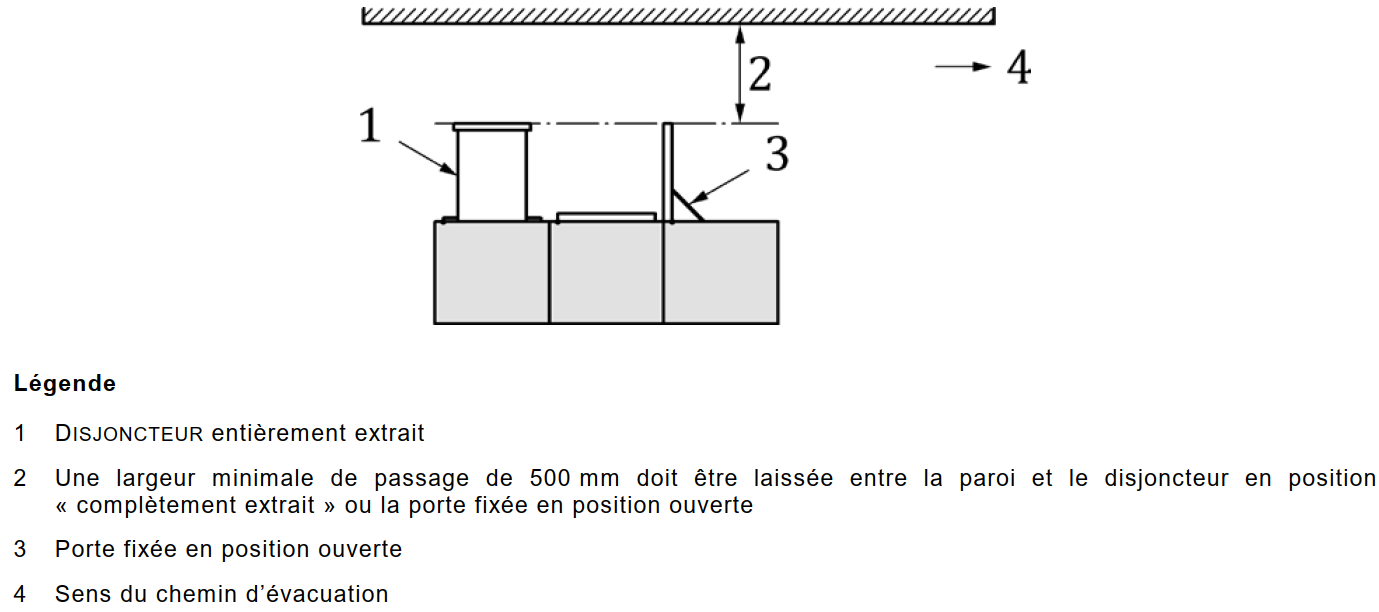 2
4
1
3
Légende
1 DISJONCTEUR entièrement extrait
2 Une largeur minimale de passage de 500 mm doit être laissée entre la paroi et le disjoncteur en position
« complètement extrait » ou la porte fixée en position ouverte
3 Porte fixée en position ouverte
4 Sens du chemin d’évacuation